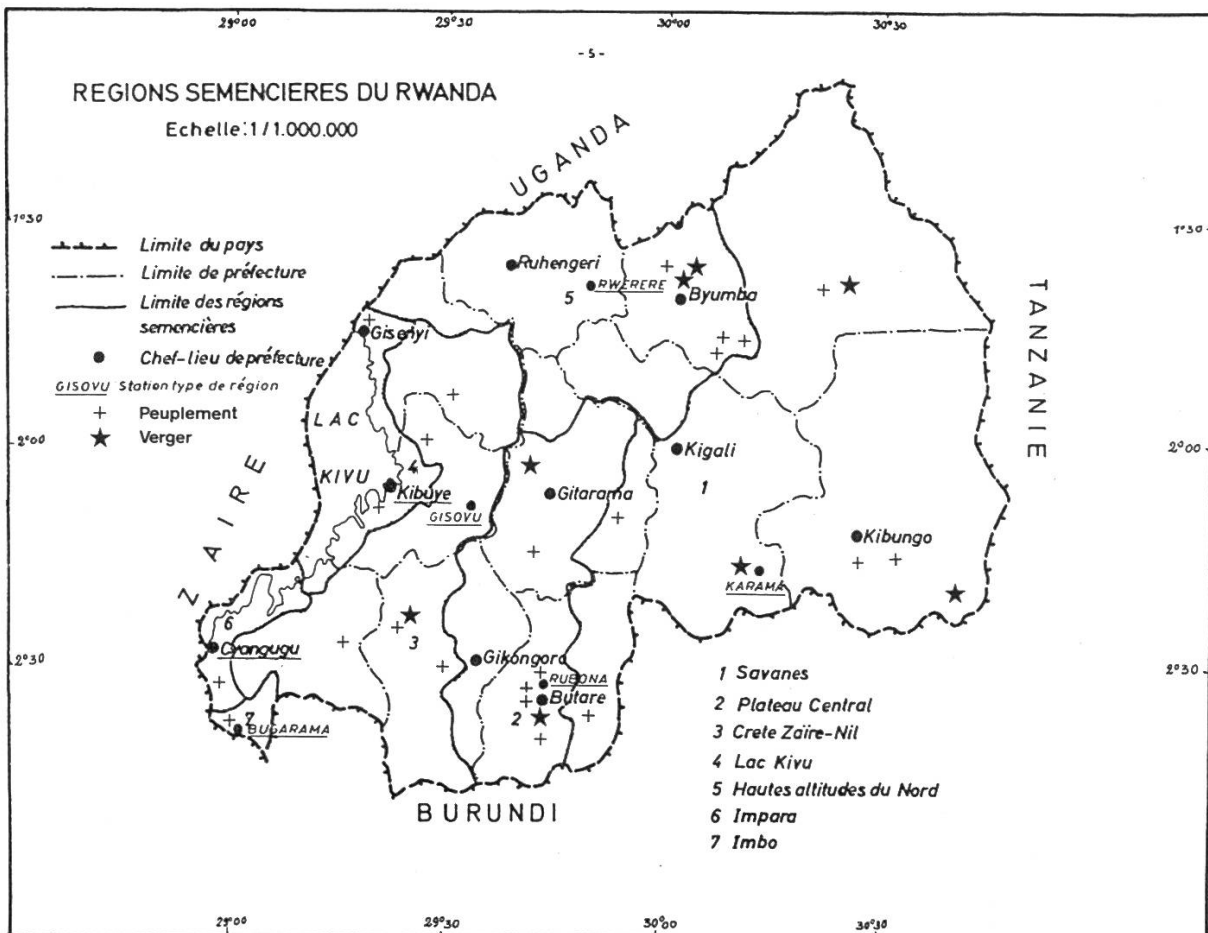 29°00 29°30 30°00 30°30
- 5 -
REGIONS SEMENCIERES DU RWANDA
Echelle: 1 / 1.000.000
UGANDA
1°30
1°30
Limite du pays
Limite de préfecture
Limite des régions
semencières
Chef-lieu de préfecture
GISOVU Station type de région
Peuplement
Verger
Ruhengeri
5
RWERERE
Byumba
TANZANIE
Gisenyi
LAC
KIVU
2°00
2°00
ZAIRE
4
Kibuye
GISOVU
Gitarama
Kigali
1
Kibungo
KARAMA
6
Cyangugu
2°30
2°30
3
Gikongoro
RUBONA
Butare
2
7
BUGARAMA
BURUNDI
1 Savanes
2 Plateau Central
3 Crete Zaïre-Nil
4 Lac Kivu
5 Hautes altitudes du Nord
6 Impara
7 Imbo
29°00 29°30 30°00 30°30